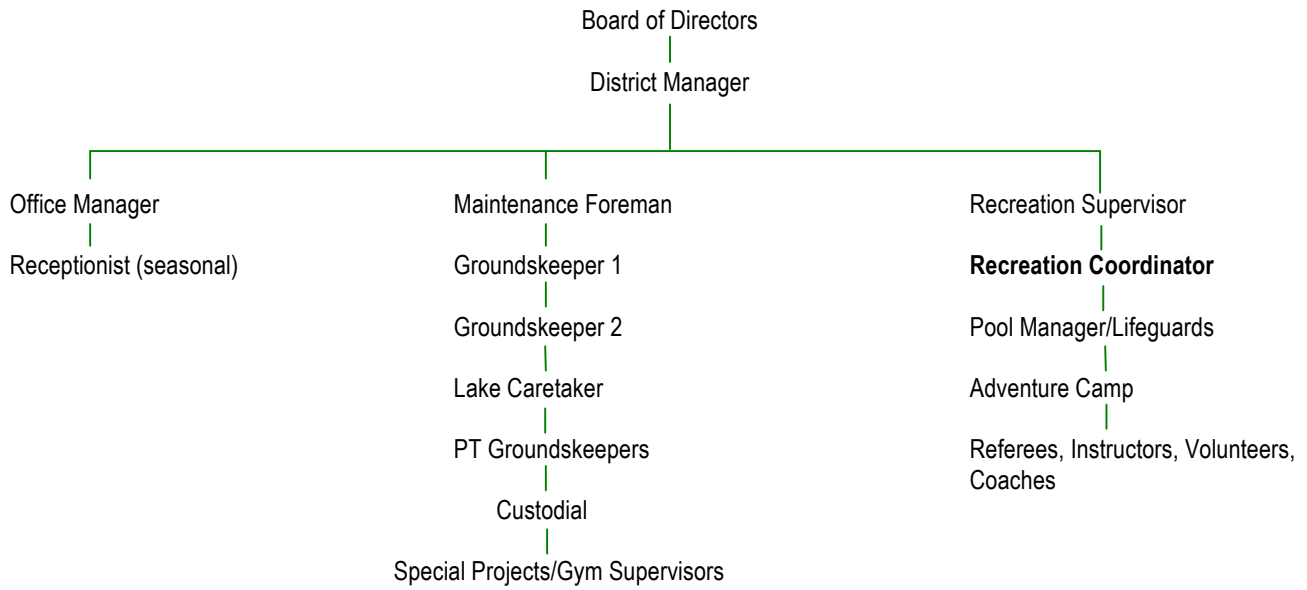 Board of Directors
District Manager
Office Manager
Maintenance Foreman
Recreation Supervisor
Receptionist (seasonal)
Groundskeeper 1
Recreation Coordinator
Groundskeeper 2
Pool Manager/Lifeguards
Lake Caretaker
Adventure Camp
PT Groundskeepers
Referees, Instructors, Volunteers,
Coaches
Custodial
Special Projects/Gym Supervisors